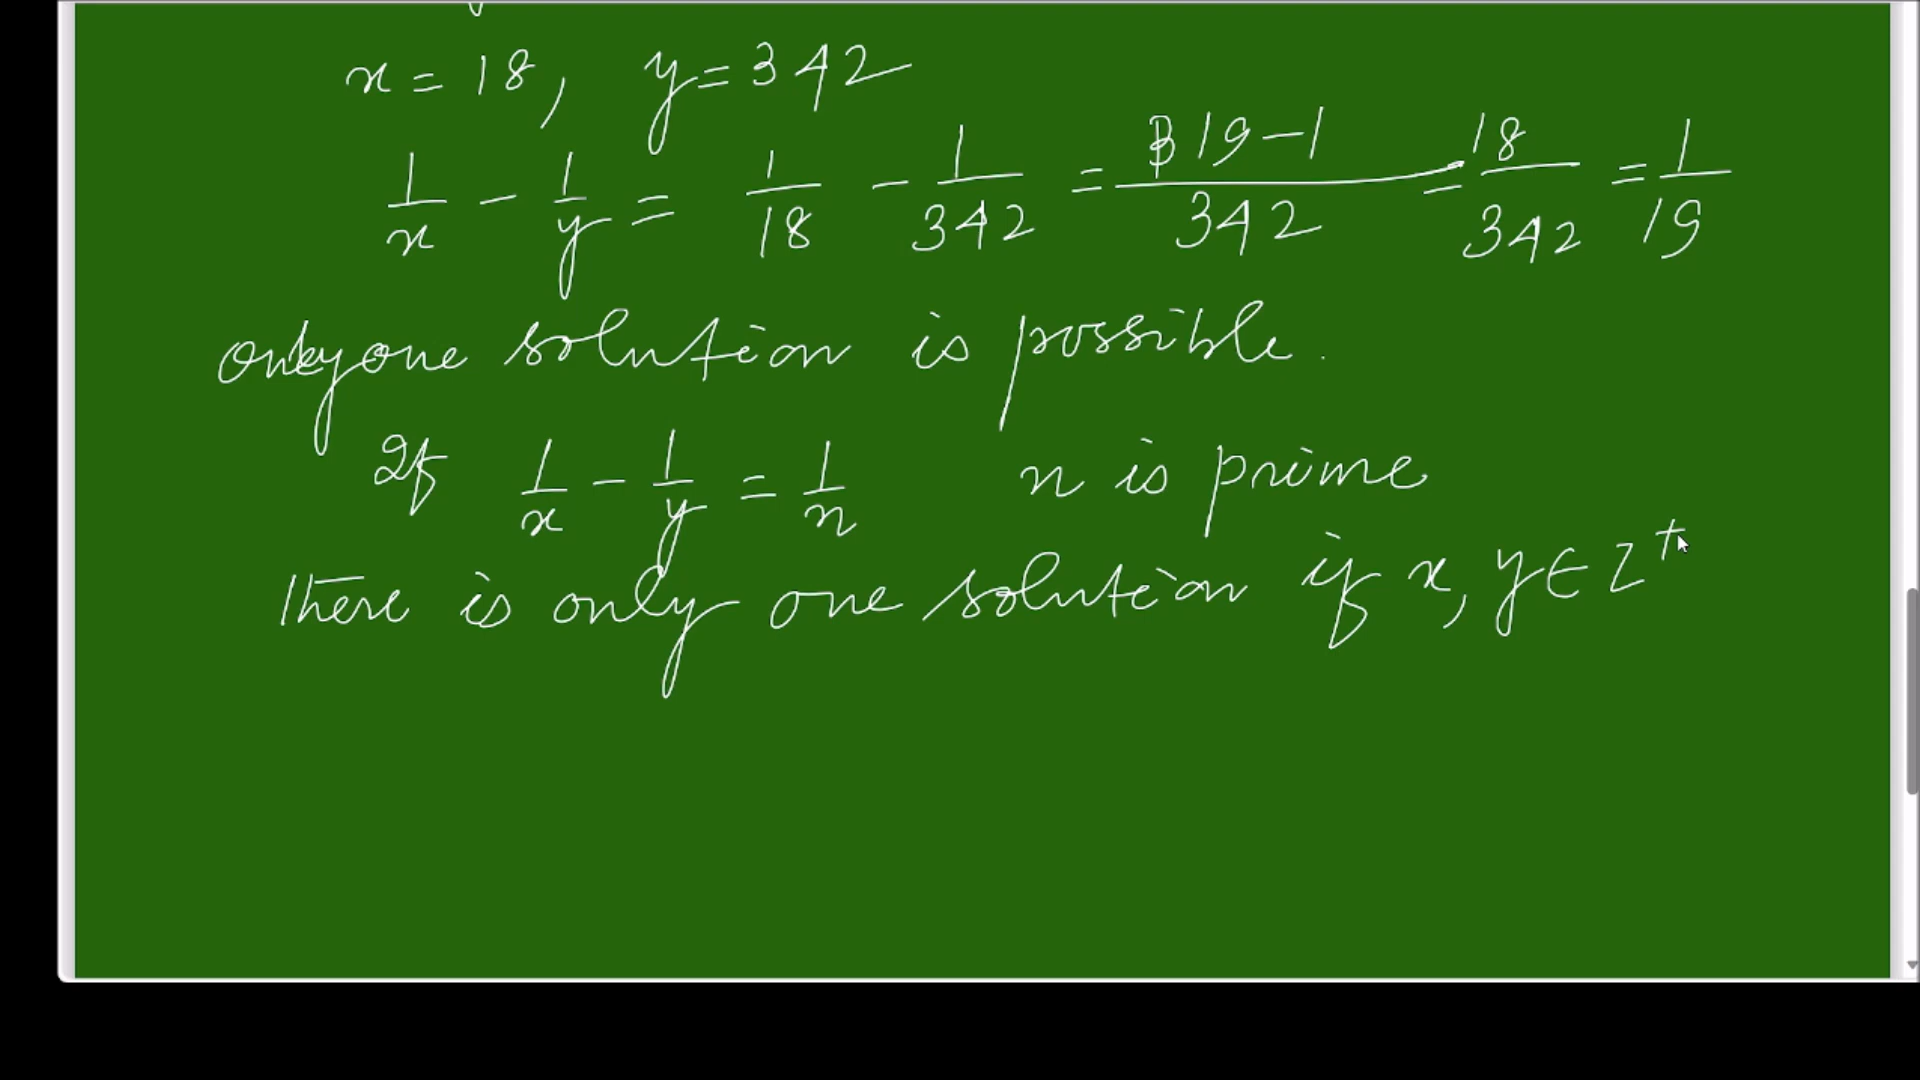 x = 18, y = 342
1/x - 1/y = 1/18 - 1/342 = 19-1/342 = 18/342 = 1/19
only one solution is possible.
If 1/x - 1/y = 1/n n is prime
There is only one solution if x, y ∈ Z⁺